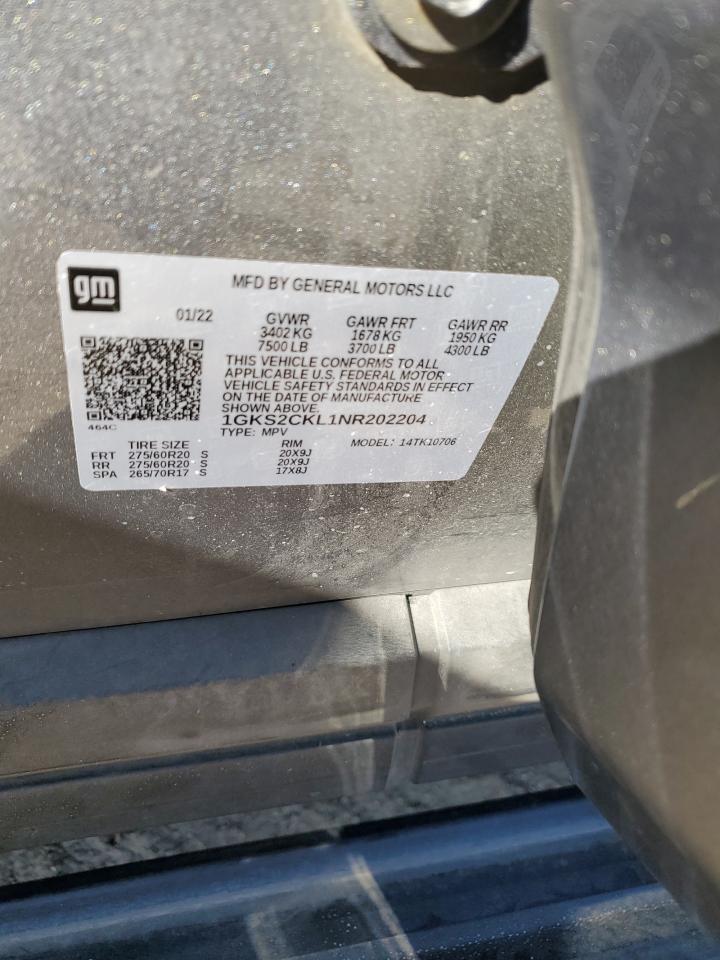 gm
MFD BY GENERAL MOTORS LLC
01/22 GVWR GAWR FRT GAWR RR
3402 KG 1678 KG 1950 KG
7500 LB 3700 LB 4300 LB
THIS VEHICLE CONFORMS TO ALL
APPLICABLE U.S. FEDERAL MOTOR
VEHICLE SAFETY STANDARDS IN EFFECT
ON THE DATE OF MANUFACTURE
SHOWN ABOVE.
1GKS2CKL1NR202204
464C
TYPE: MPV MODEL: 14TK10706
TIRE SIZE RIM
FRT 275/60R20 S 20X9J
RR 275/60R20 S 20X9J
SPA 265/70R17 S 17X8J